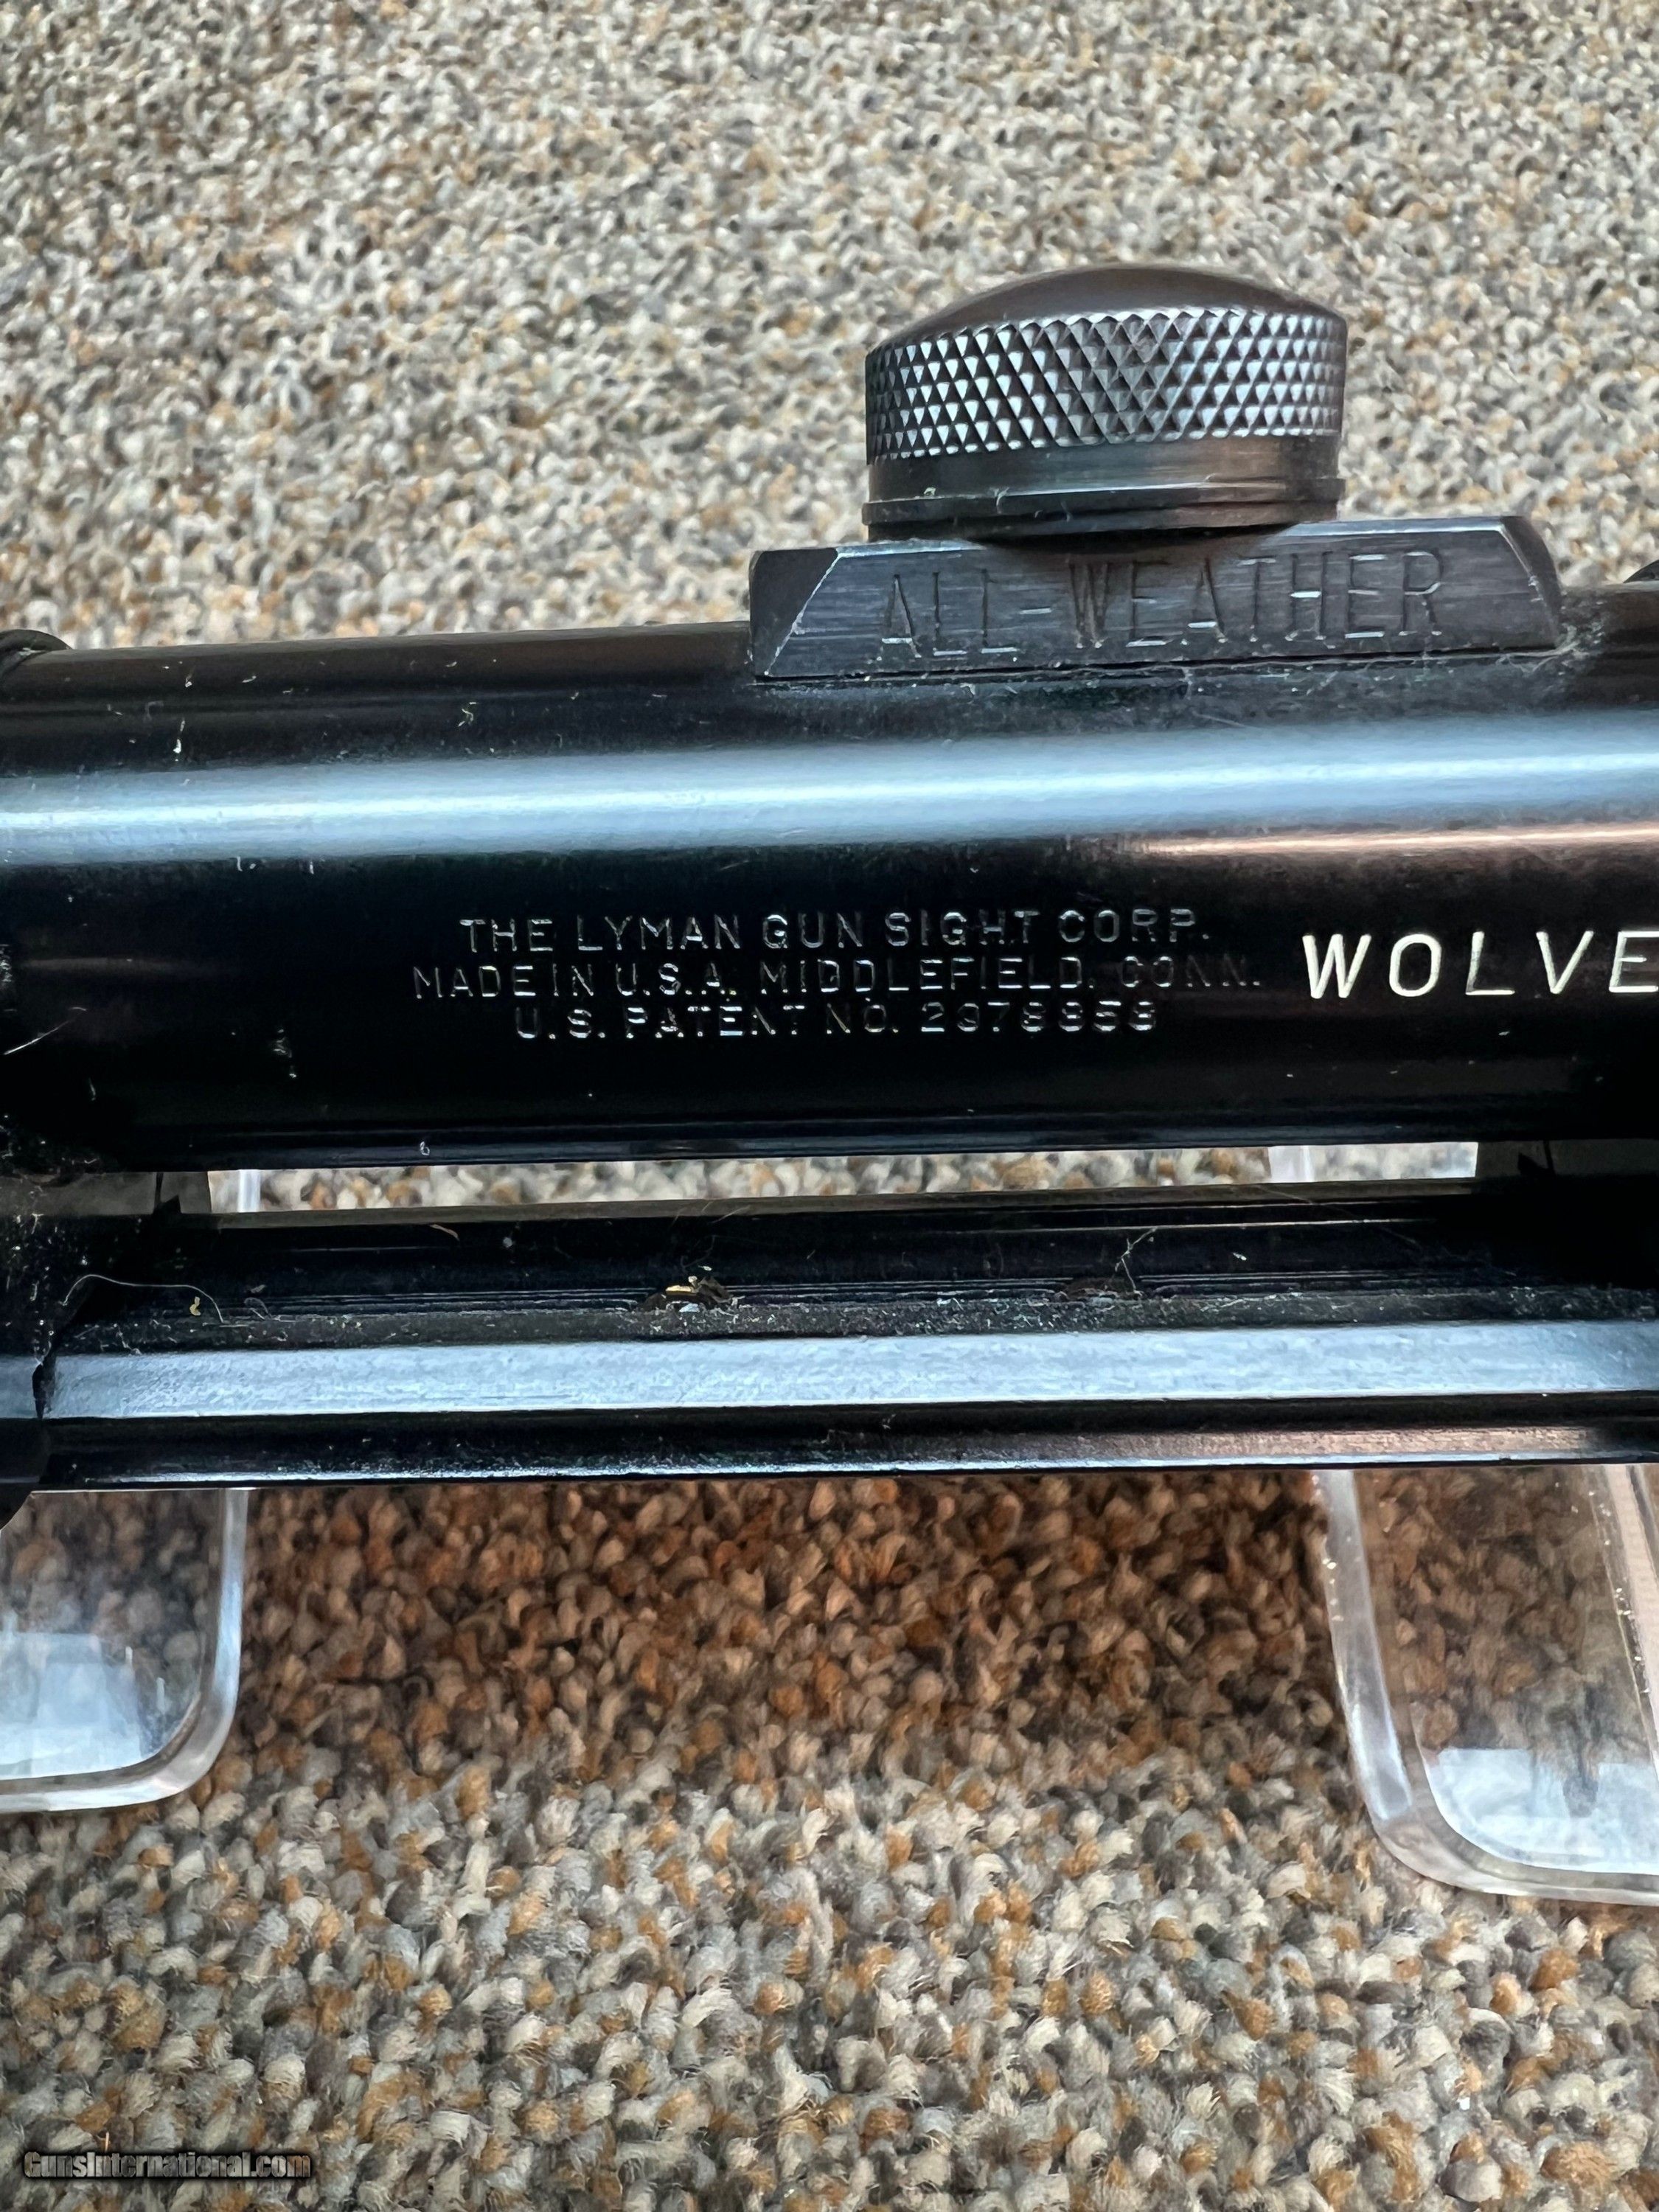 ALL-WEATHER
THE LYMAN GUN SIGHT CORP.
MADE IN U.S.A. MIDDLEFIELD, CONN.
U.S. PATENT NO. 2378858
WOLVE
GunsInternational.com